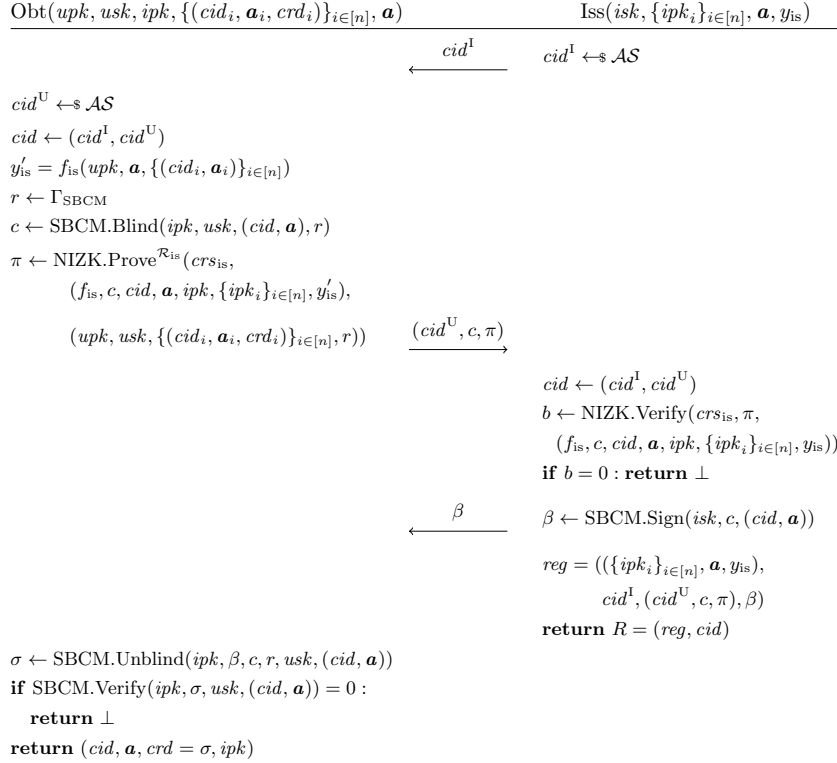 Obt(upk, usk, ipk, {(cid_i, a_i, crd_i)}_{i∈[n]}, a)    Iss(isk, {ipk_i}_{i∈[n]}, a, y_is)
cid^I    cid^I ←$ AS
cid^U ←$ AS
cid ← (cid^I, cid^U)
y'_is = f_is(upk, a, {(cid_i, a_i)}_{i∈[n]})
r ← Γ_SBCM
c ← SBCM.Blind(ipk, usk, (cid, a), r)
π ← NIZK.Prove^{R_is}(crs_is,
(f_is, c, cid, a, ipk, {ipk_i}_{i∈[n]}, y'_is),
(upk, usk, {(cid_i, a_i, crd_i)}_{i∈[n]}, r))    (cid^U, c, π)
cid ← (cid^I, cid^U)
b ← NIZK.Verify(crs_is, π,
(f_is, c, cid, a, ipk, {ipk_i}_{i∈[n]}, y_is))
if b = 0 : return ⊥
β    β ← SBCM.Sign(isk, c, (cid, a))
reg = (({ipk_i}_{i∈[n]}, a, y_is),
cid^I, (cid^U, c, π), β)
return R = (reg, cid)
σ ← SBCM.Unblind(ipk, β, c, r, usk, (cid, a))
if SBCM.Verify(ipk, σ, usk, (cid, a)) = 0 :
return ⊥
return (cid, a, crd = σ, ipk)